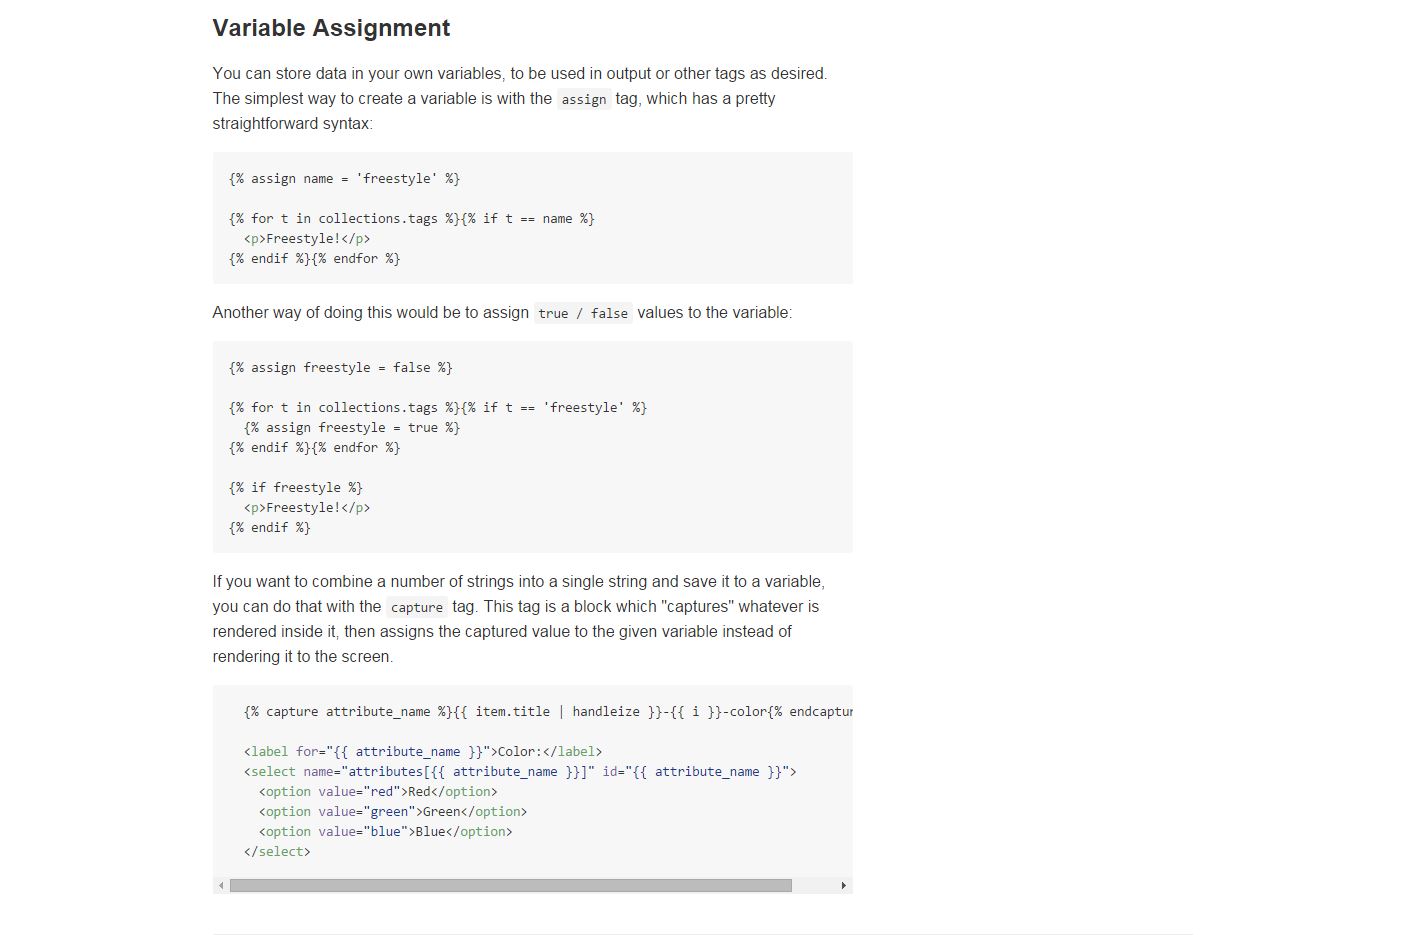 Variable Assignment
You can store data in your own variables, to be used in output or other tags as desired.
The simplest way to create a variable is with the assign tag, which has a pretty
straightforward syntax:
{% assign name = 'freestyle' %}
{% for t in collections.tags %}{% if t == name %}
<p>Freestyle!</p>
{% endif %}{% endfor %}
Another way of doing this would be to assign true / false values to the variable:
{% assign freestyle = false %}
{% for t in collections.tags %}{% if t == 'freestyle' %}
{% assign freestyle = true %}
{% endif %}{% endfor %}
{% if freestyle %}
<p>Freestyle!</p>
{% endif %}
If you want to combine a number of strings into a single string and save it to a variable,
you can do that with the capture tag. This tag is a block which "captures" whatever is
rendered inside it, then assigns the captured value to the given variable instead of
rendering it to the screen.
{% capture attribute_name %}{{ item.title | handleize }}-{{ i }}-color{% endcaptur
<label for="{{ attribute_name }}">Color:</label>
<select name="attributes[{{ attribute_name }}]" id="{{ attribute_name }}">
<option value="red">Red</option>
<option value="green">Green</option>
<option value="blue">Blue</option>
</select>